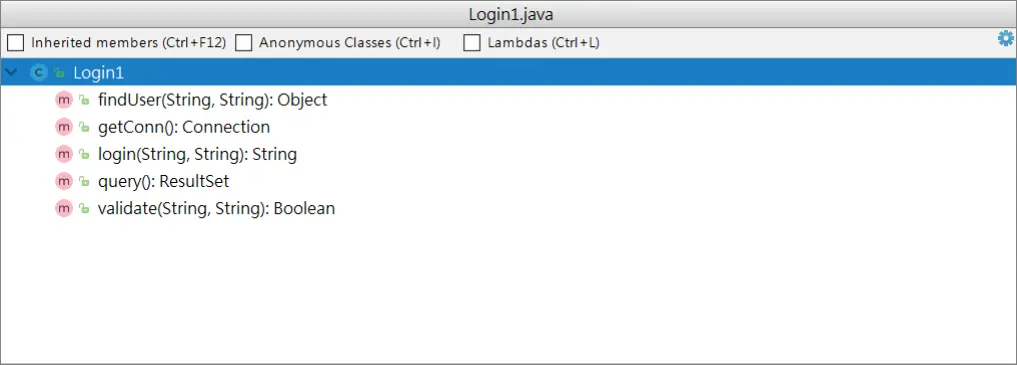 Login1.java
Inherited members (Ctrl+F12) Anonymous Classes (Ctrl+I) Lambdas (Ctrl+L)
C Login1
m findUser(String, String): Object
m getConn(): Connection
m login(String, String): String
m query(): ResultSet
m validate(String, String): Boolean